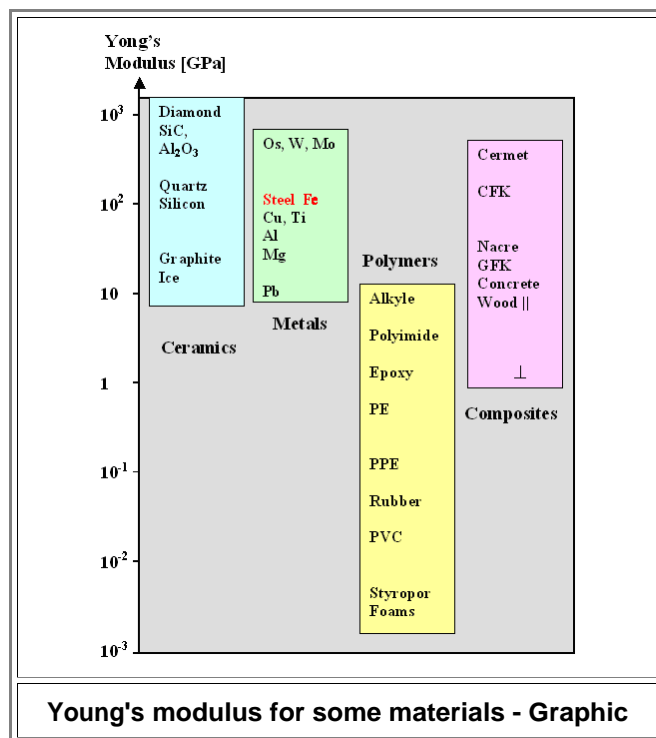 Yong's
Modulus [GPa]
10³
10²
10
1
10⁻¹
10⁻²
10⁻³
Diamond
SiC,
Al₂O₃
Quartz
Silicon
Graphite
Ice
Ceramics
Os, W, Mo
Steel Fe
Cu, Ti
Al
Mg
Pb
Metals
Polymers
Alkyle
Polyimide
Epoxy
PE
PPE
Rubber
PVC
Styropor
Foams
Cermet
CFK
Nacre
GFK
Concrete
Wood ||
⊥
Composites
Young's modulus for some materials - Graphic